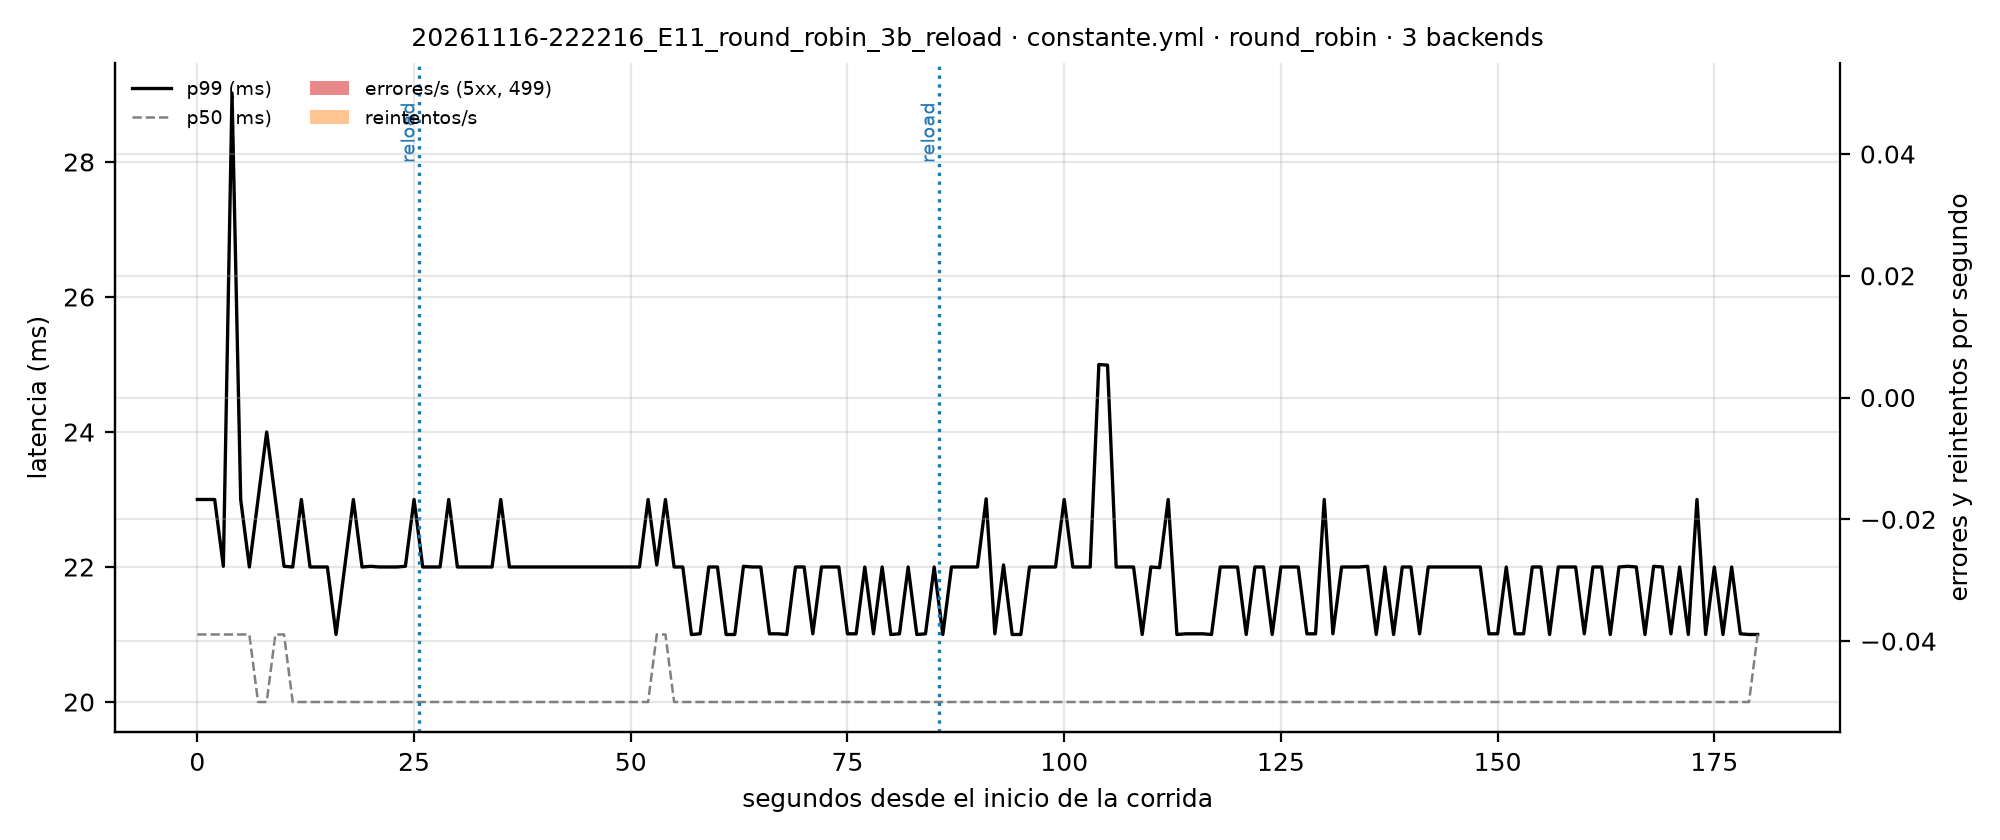 20261116-222216_E11_round_robin_3b_reload · constante.yml · round_robin · 3 backends
p99 (ms)
p50 (ms)
errores/s (5xx, 499)
reintentos/s
reload
reload
latencia (ms)
28
26
24
22
20
0.04
0.02
0.00
−0.02
−0.04
errores y reintentos por segundo
0 25 50 75 100 125 150 175
segundos desde el inicio de la corrida